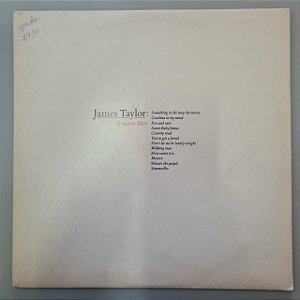 James Taylor·
Greatest Hits
Something in the way she moves
Carolina in my mind
Fire and rain
Sweet Baby James
Country road
You've got a friend
Don't let me be lonely tonight
Walking man
How sweet it is
Mexico
Shower the people
Steamroller